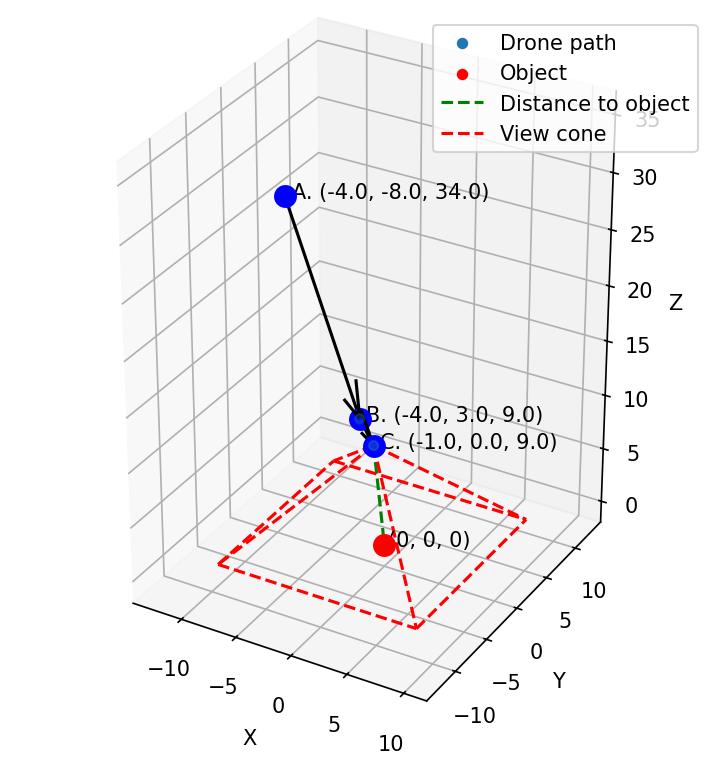 Drone path
Object
Distance to object
View cone
35
A. (-4.0, -8.0, 34.0)
30
25
Z
20
15
10
B. (-4.0, 3.0, 9.0)
C. (-1.0, 0.0, 9.0)
5
0
(0, 0, 0)
10
5
0
−5
Y
−10
−10
−5
0
5
10
X